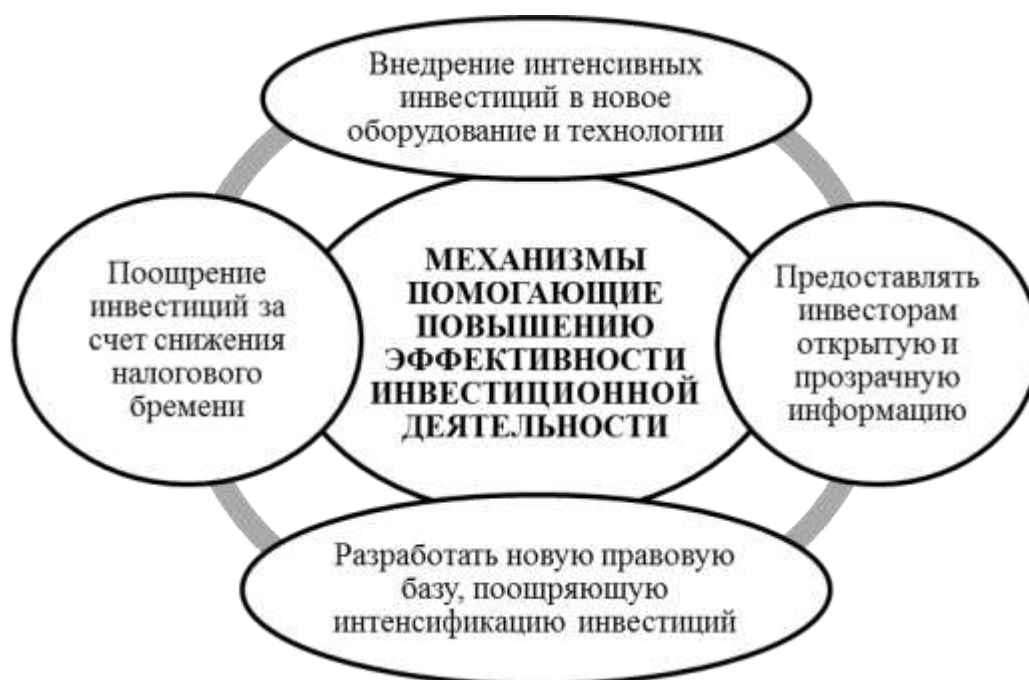 Внедрение интенсивных
инвестиций в новое
оборудование и технологии
Поощрение
инвестиций за
счет снижения
налогового
бремени
МЕХАНИЗМЫ
ПОМОГАЮЩИЕ
ПОВЫШЕНИЮ
ЭФФЕКТИВНОСТИ
ИНВЕСТИЦИОННОЙ
ДЕЯТЕЛЬНОСТИ
Предоставлять
инвесторам
открытую и
прозрачную
информацию
Разработать новую правовую
базу, поощряющую
интенсификацию инвестиций